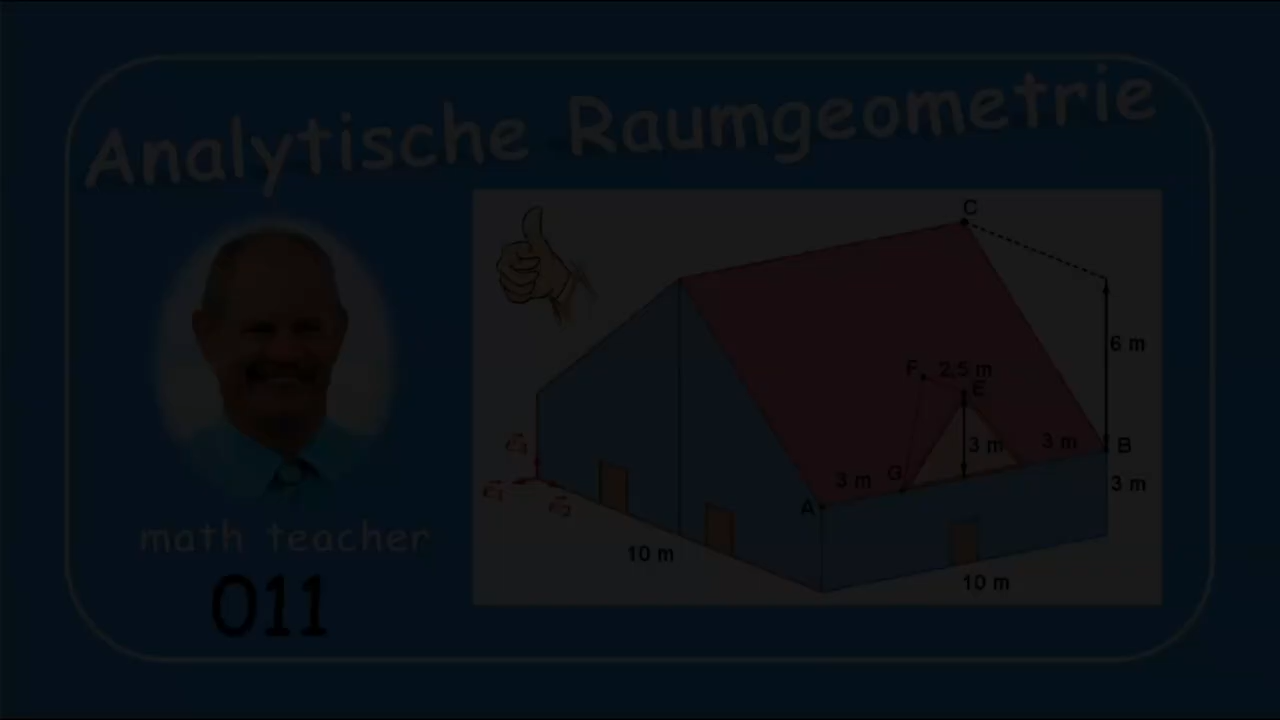 Analytische Raumgeometrie
C
6 m
F 2,5 m
E
3 m
3 m
B
3 m
G
3 m
A
10 m
10 m
math teacher
011